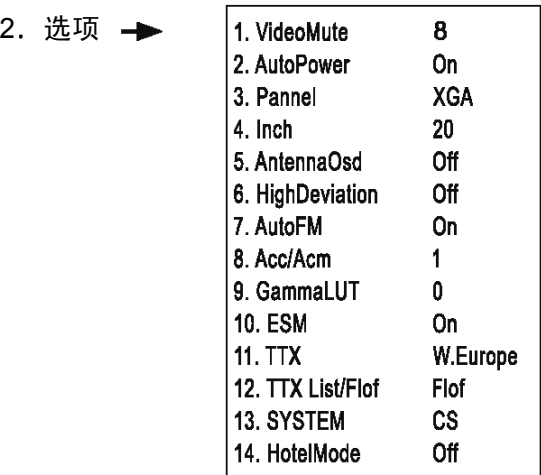 2. 选项
1. VideoMute 8
2. AutoPower On
3. Pannel XGA
4. Inch 20
5. AntennaOsd Off
6. HighDeviation Off
7. AutoFM On
8. Acc/Acm 1
9. GammaLUT 0
10. ESM On
11. TTX W.Europe
12. TTX List/Flof Flof
13. SYSTEM CS
14. HotelMode Off